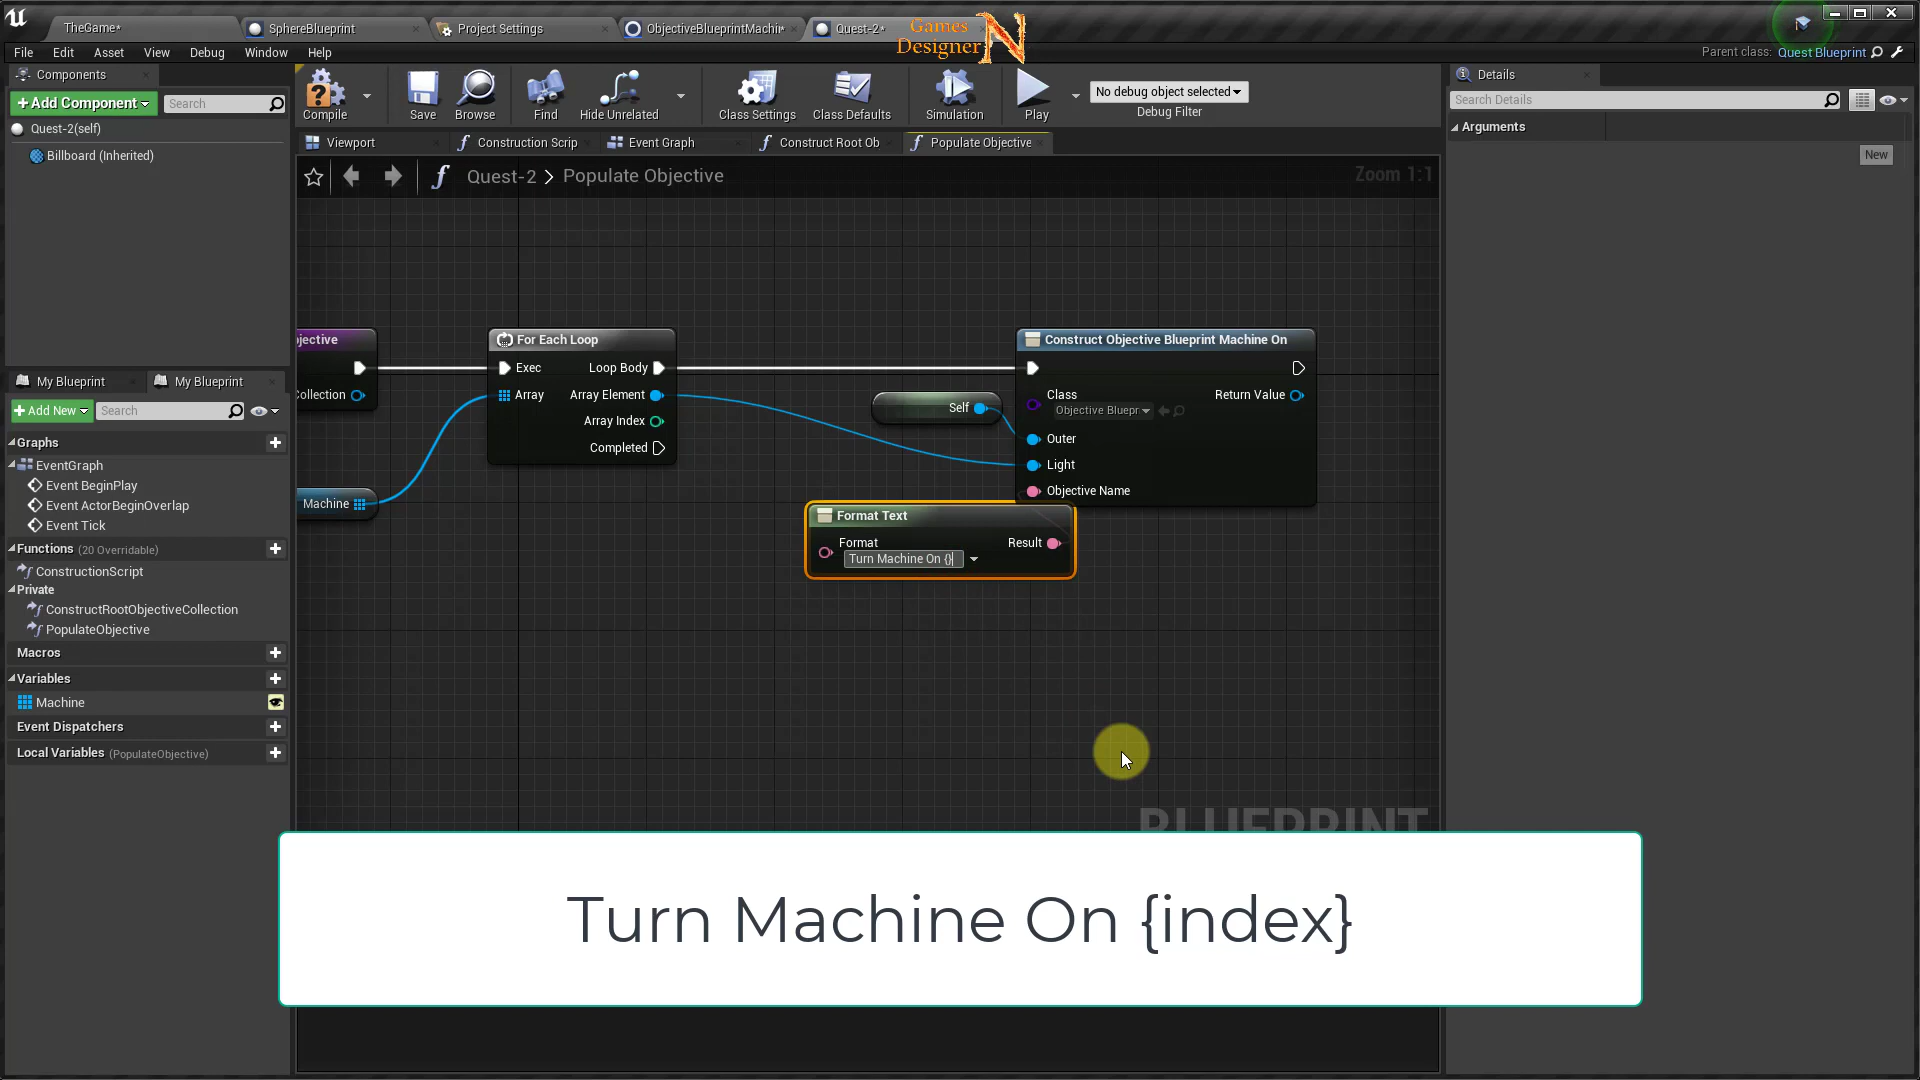 TheGame*
SphereBlueprint
Project Settings
ObjectiveBlueprintMachin*
Quest-2*
Games
Designer
N
File Edit Asset View Debug Window Help
Parent class: Quest Blueprint
Components
+Add Component
Search
Quest-2(self)
Billboard (Inherited)
Compile
Save
Browse
Find
Hide Unrelated
Class Settings
Class Defaults
Simulation
Play
No debug object selected
Debug Filter
Details
Search Details
Arguments
New
Viewport
Construction Scrip
Event Graph
Construct Root Ob
Populate Objective
Quest-2 > Populate Objective
Zoom 1:1
My Blueprint
My Blueprint
+Add New
Search
Graphs
EventGraph
Event BeginPlay
Event ActorBeginOverlap
Event Tick
Functions (20 Overridable)
ConstructionScript
Private
ConstructRootObjectiveCollection
PopulateObjective
Macros
Variables
Machine
Event Dispatchers
Local Variables (PopulateObjective)
jective
Collection
Machine
For Each Loop
Exec
Loop Body
Array
Array Element
Array Index
Completed
Self
Construct Objective Blueprint Machine On
Class
Objective Bluepr
Return Value
Outer
Light
Objective Name
Format Text
Format
Turn Machine On {}
Result
BLUEPRINT
Turn Machine On {index}